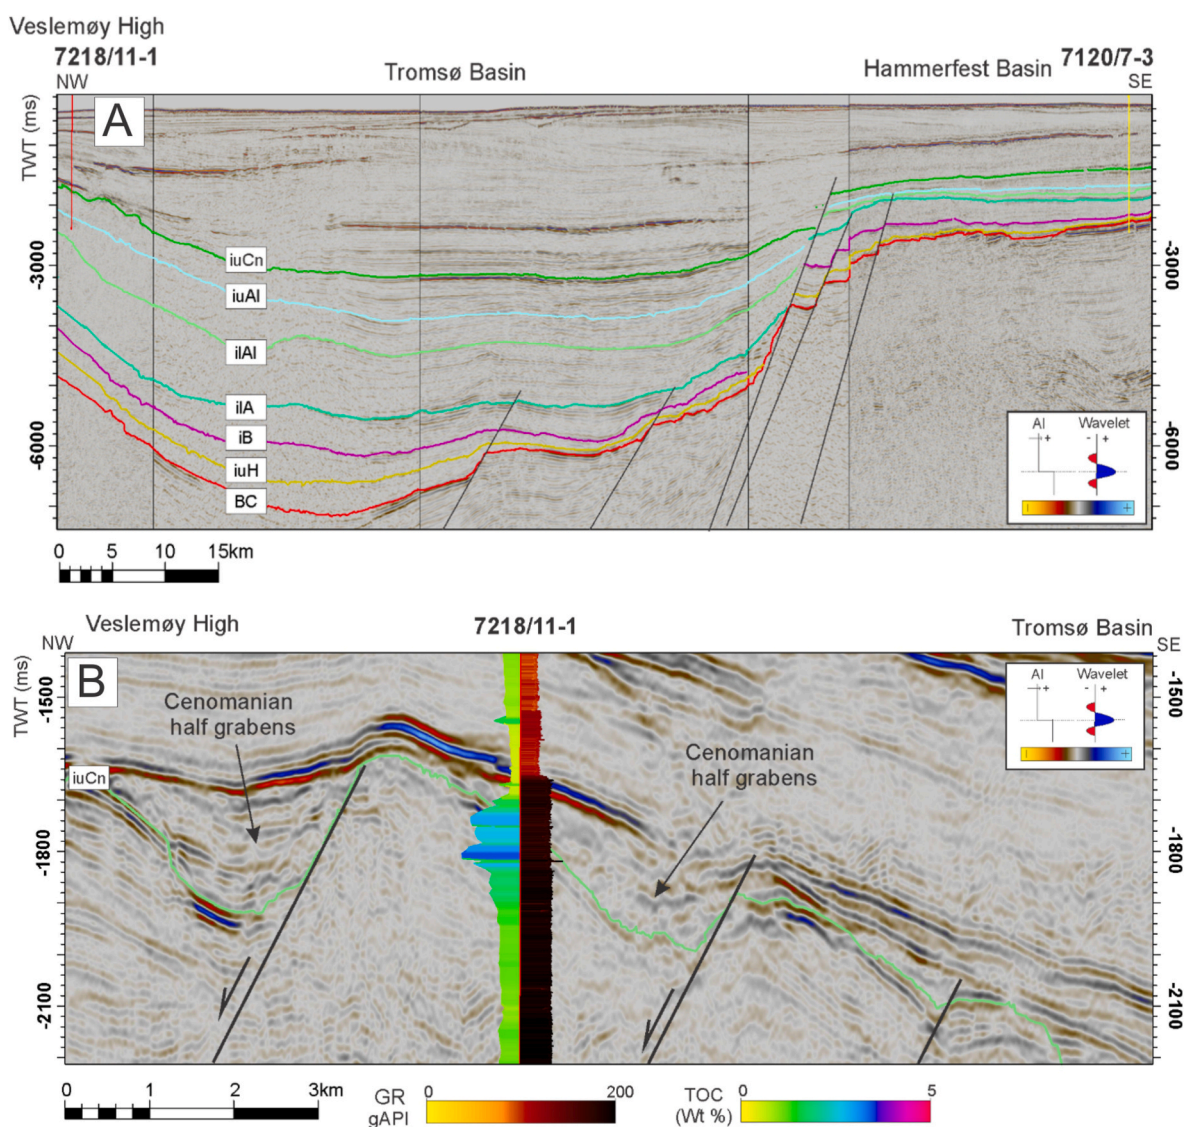 Veslemøy High
7218/11-1
NW
Tromsø Basin
Hammerfest Basin
7120/7-3
SE
A
TWT (ms)
-3000
-6000
iuCn
iuAl
ilAl
ilA
iB
iuH
BC
-3000
-6000
AI
Wavelet
+
- +
- +
0 5 10 15km
Veslemøy High
NW
7218/11-1
Tromsø Basin
SE
B
TWT (ms)
-1500
-1800
-2100
Cenomanian
half grabens
iuCn
Cenomanian
half grabens
-1500
-1800
-2100
AI
Wavelet
+
- +
- +
0 1 2 3km
GR
gAPI
0 200
TOC
(Wt %)
0 5